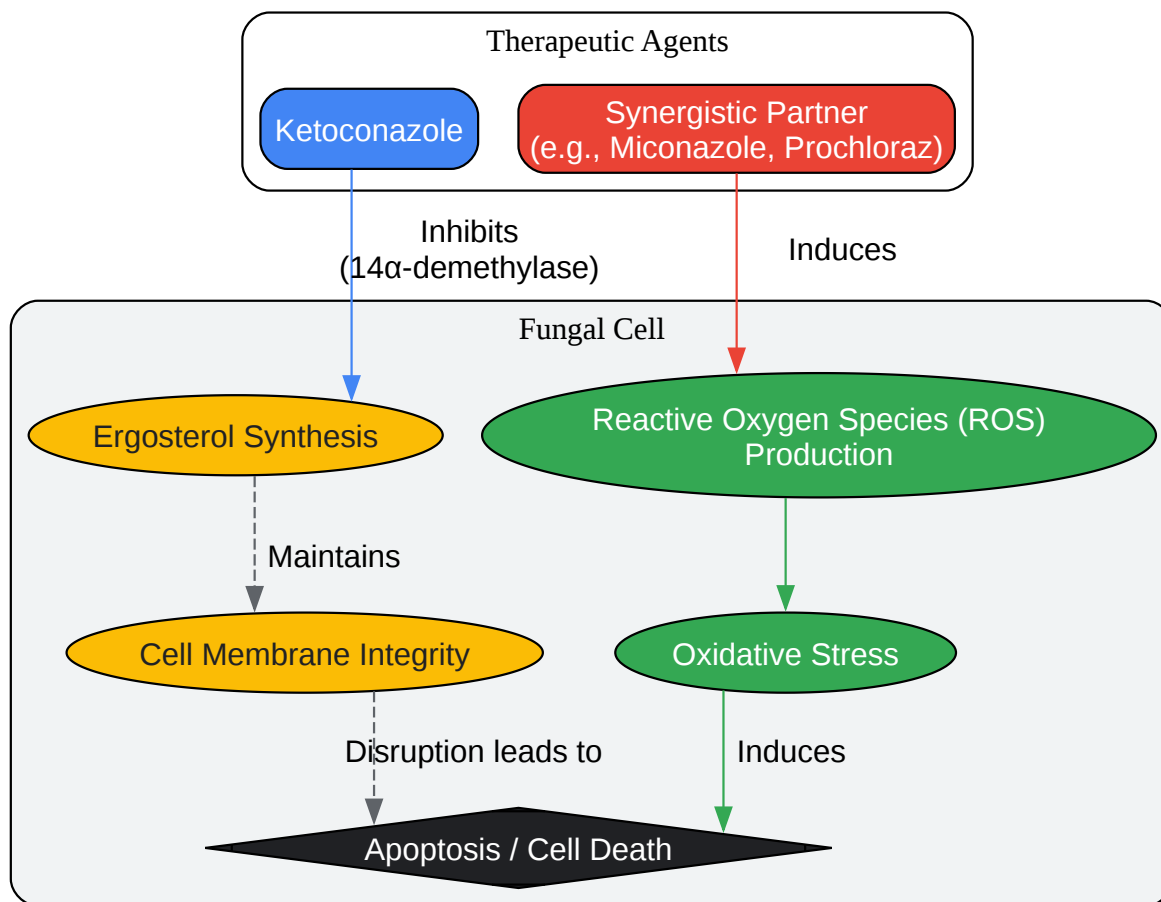 Therapeutic Agents
Ketoconazole
Synergistic Partner
(e.g., Miconazole, Prochloraz)
Inhibits
(14α-demethylase)
Induces
Fungal Cell
Ergosterol Synthesis
Reactive Oxygen Species (ROS)
Production
Maintains
Cell Membrane Integrity
Oxidative Stress
Disruption leads to
Induces
Apoptosis / Cell Death